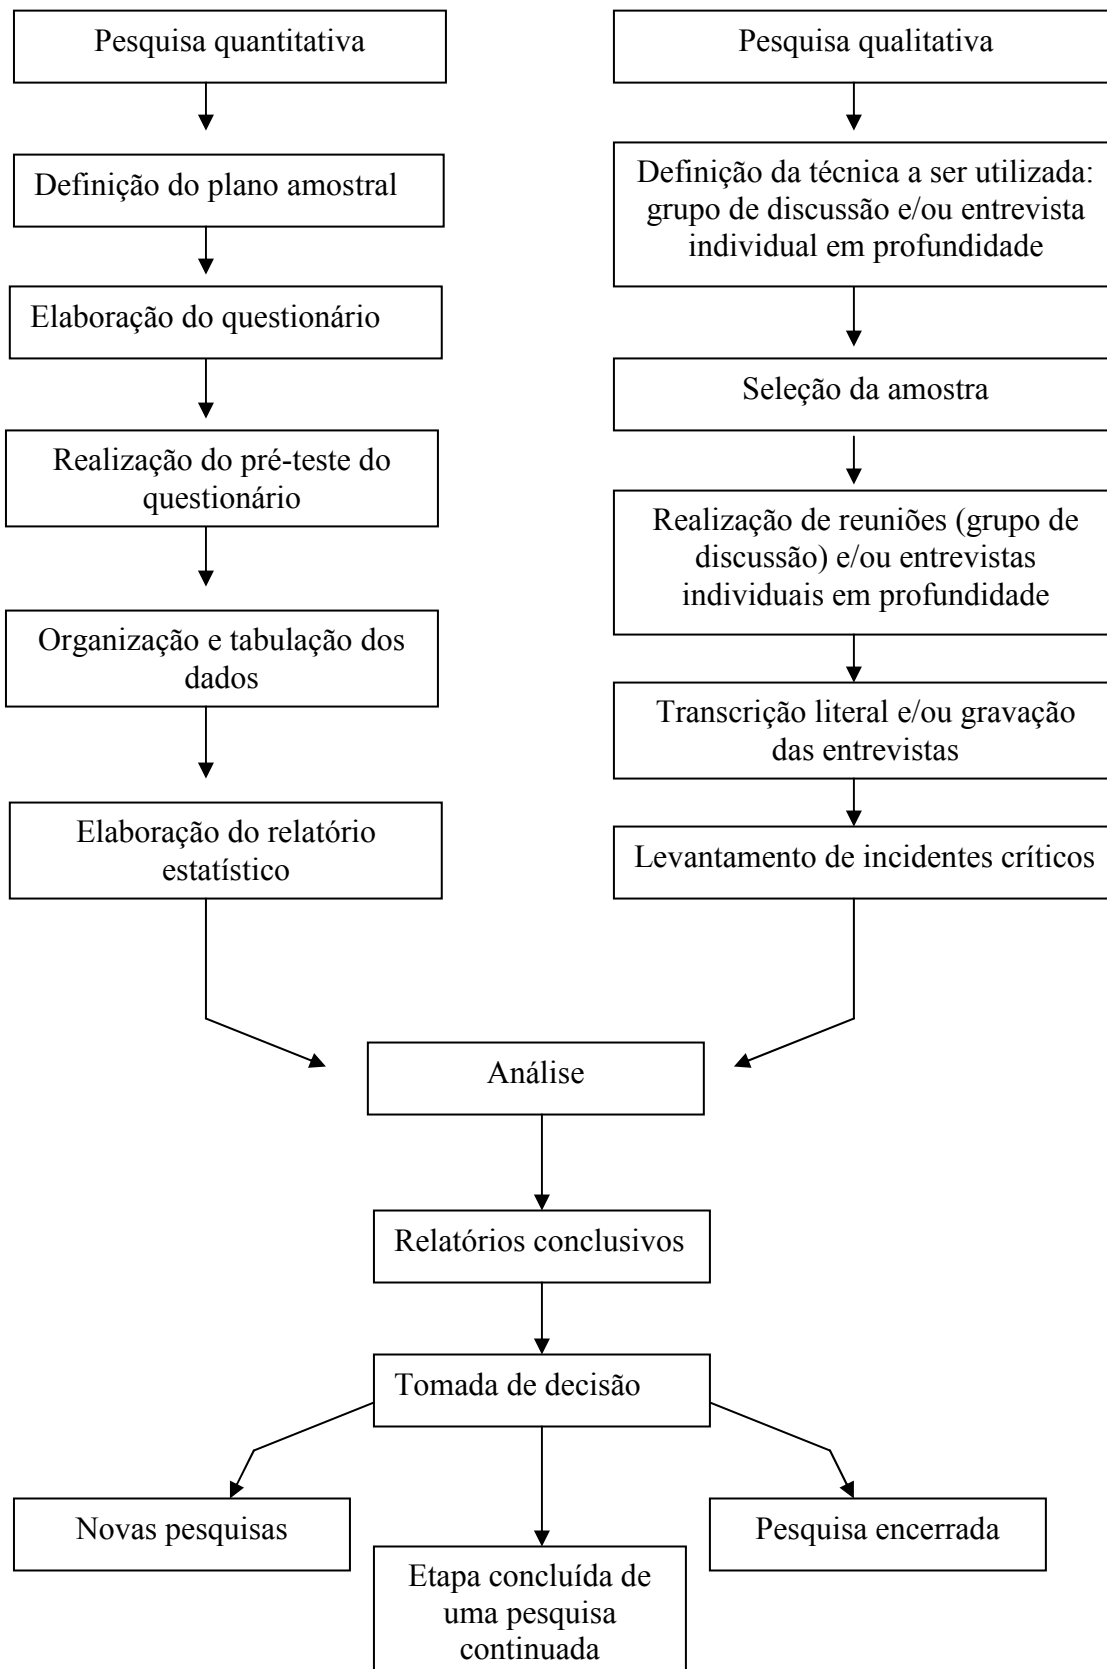 Pesquisa quantitativa
Definição do plano amostral
Elaboração do questionário
Realização do pré-teste do
questionário
Organização e tabulação dos
dados
Elaboração do relatório
estatístico
Pesquisa qualitativa
Definição da técnica a ser utilizada:
grupo de discussão e/ou entrevista
individual em profundidade
Seleção da amostra
Realização de reuniões (grupo de
discussão) e/ou entrevistas
individuais em profundidade
Transcrição literal e/ou gravação
das entrevistas
Levantamento de incidentes críticos
Análise
Relatórios conclusivos
Tomada de decisão
Novas pesquisas
Etapa concluída de
uma pesquisa
continuada
Pesquisa encerrada